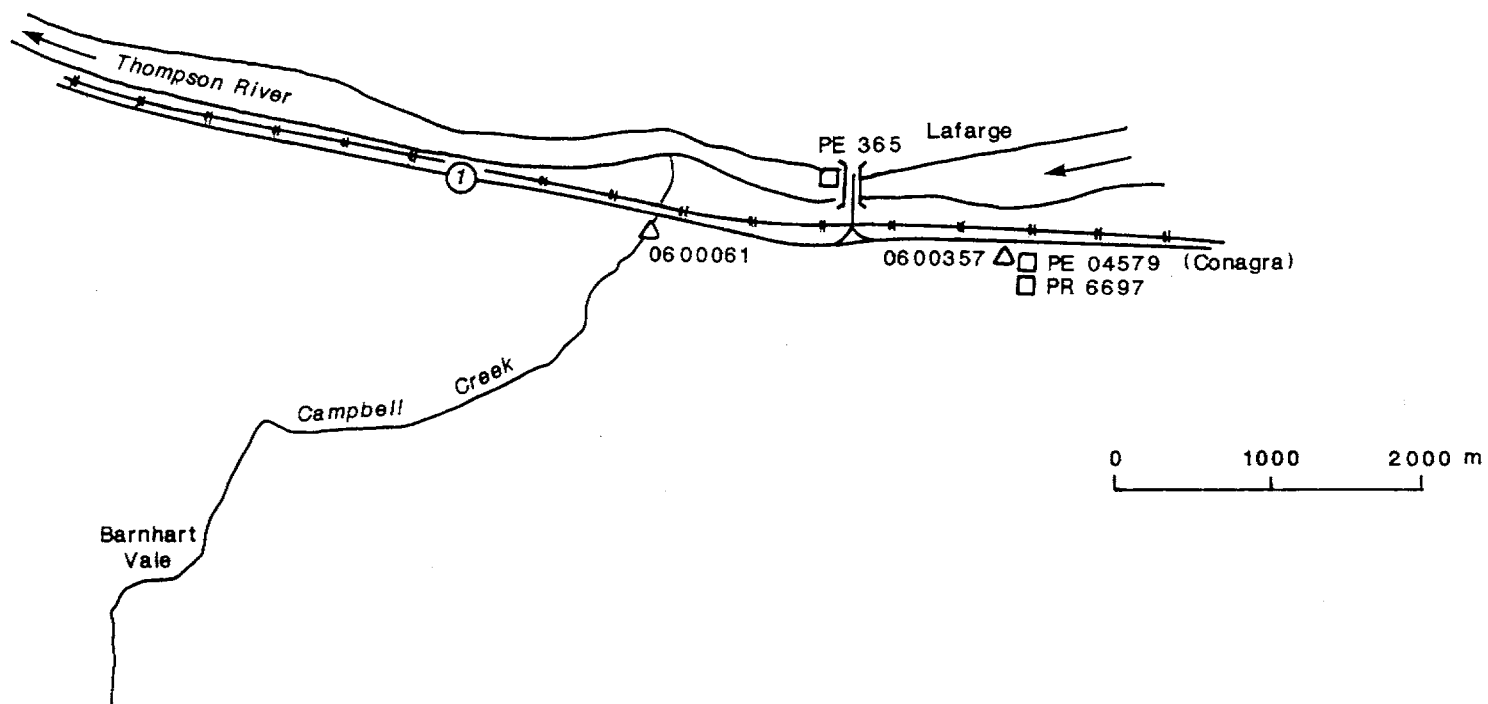 Thompson River
PE 365
Lafarge
1
0600061
0600357
PE 04579 (Conagra)
PR 6697
Campbell Creek
0 1000 2000 m
Barnhart
Vale